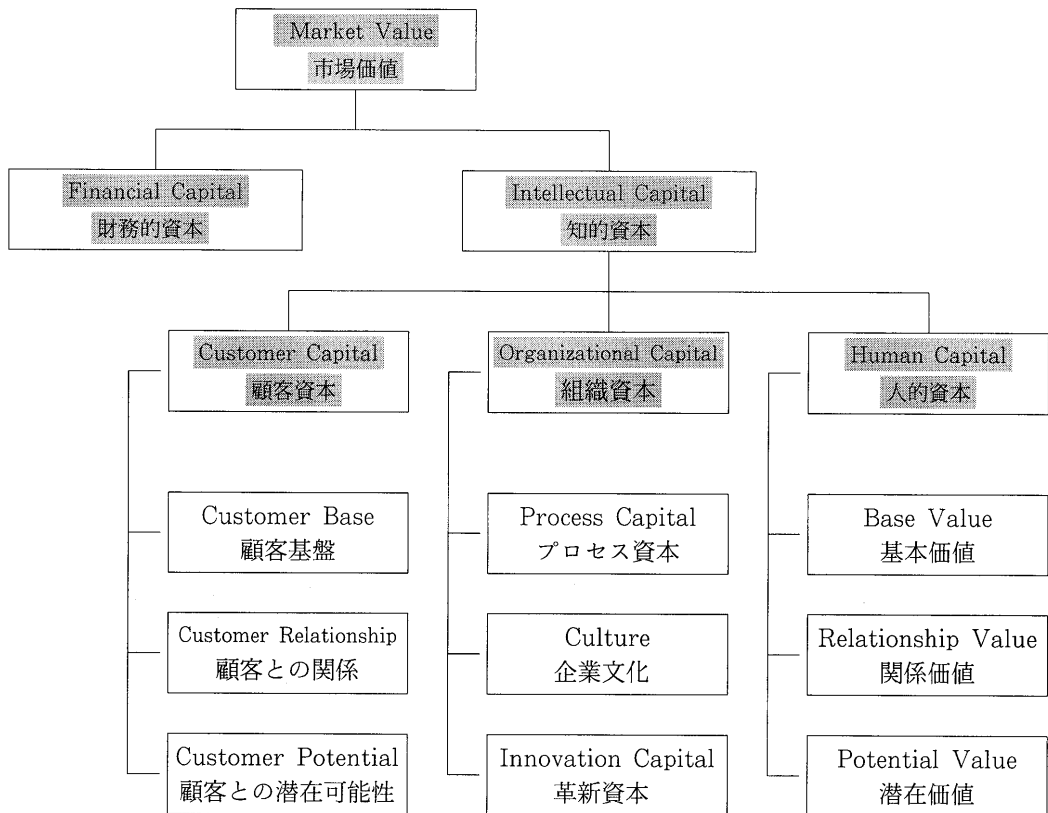 Market Value
市場価値
Financial Capital
財務的資本
Intellectual Capital
知的資本
Customer Capital
顧客資本
Organizational Capital
組織資本
Human Capital
人的資本
Customer Base
顧客基盤
Process Capital
プロセス資本
Base Value
基本価値
Customer Relationship
顧客との関係
Culture
企業文化
Relationship Value
関係価値
Customer Potential
顧客との潜在可能性
Innovation Capital
革新資本
Potential Value
潜在価値